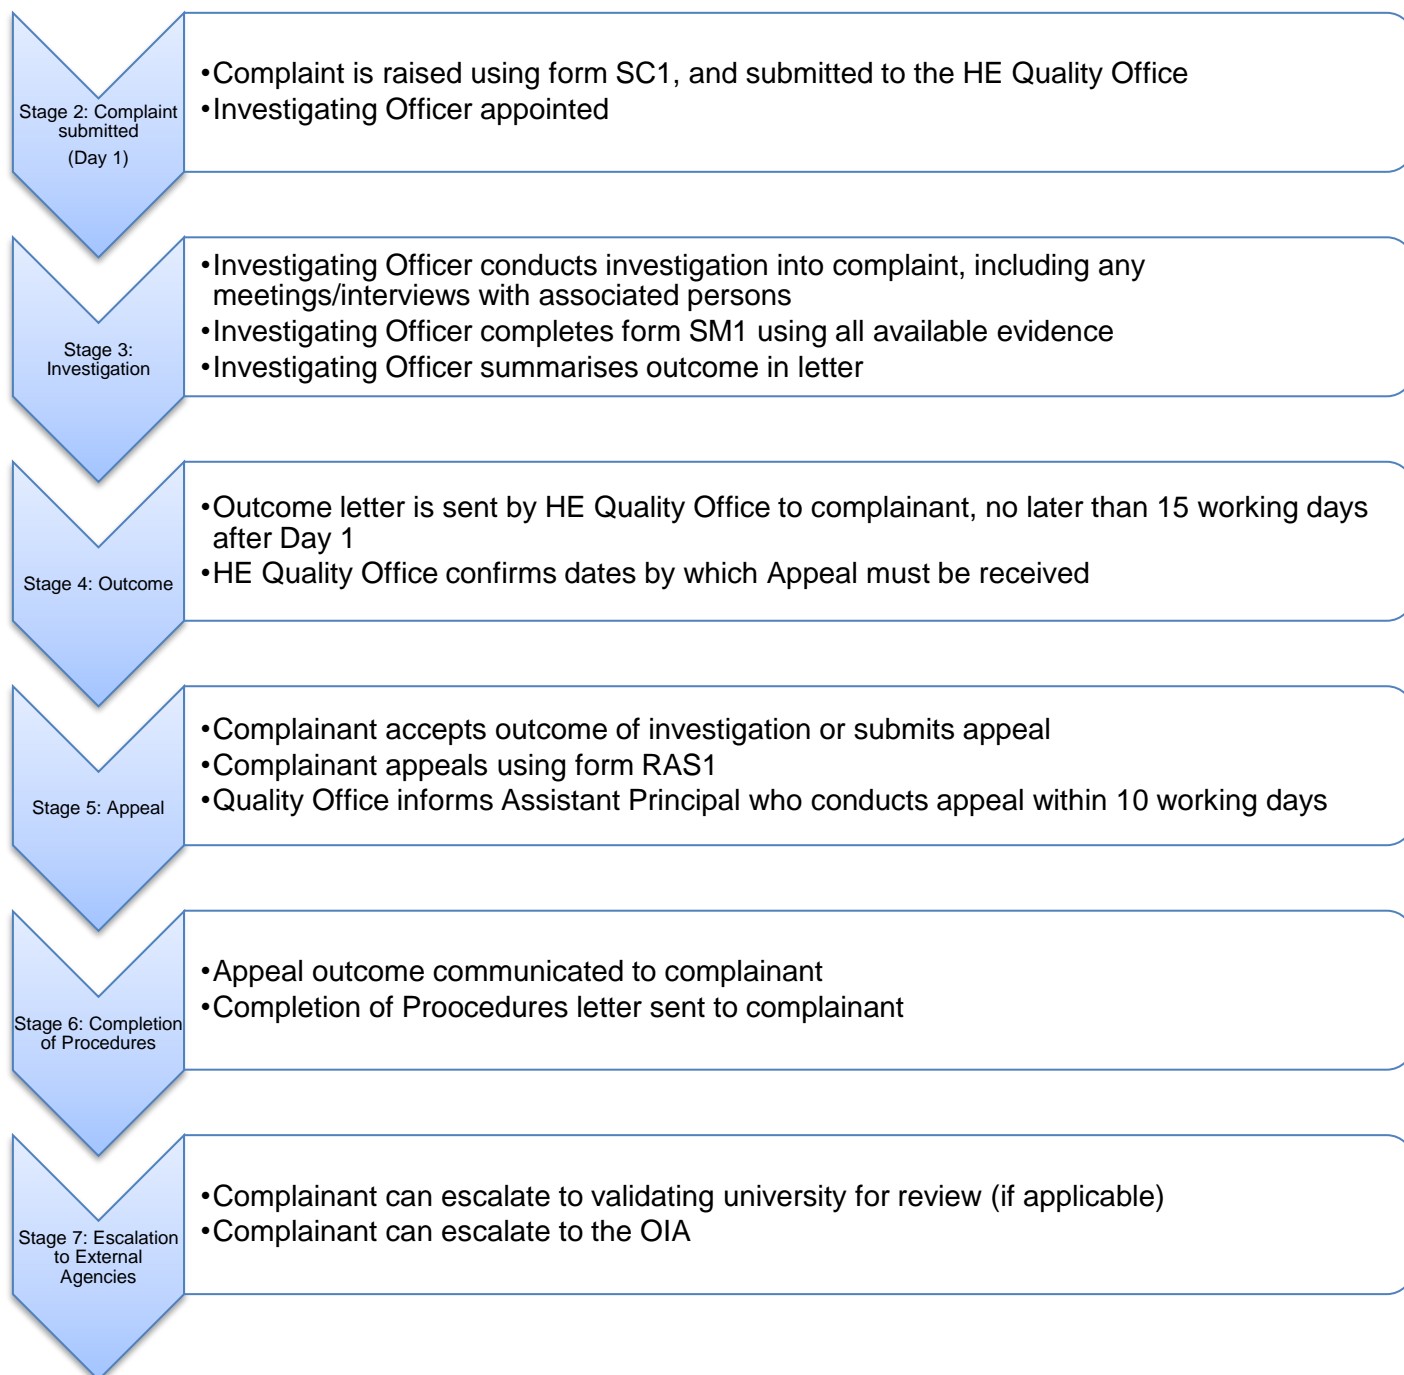 Stage 2: Complaint
submitted
(Day 1)
•Complaint is raised using form SC1, and submitted to the HE Quality Office
•Investigating Officer appointed
Stage 3:
Investigation
•Investigating Officer conducts investigation into complaint, including any
meetings/interviews with associated persons
•Investigating Officer completes form SM1 using all available evidence
•Investigating Officer summarises outcome in letter
Stage 4: Outcome
•Outcome letter is sent by HE Quality Office to complainant, no later than 15 working days
after Day 1
•HE Quality Office confirms dates by which Appeal must be received
Stage 5: Appeal
•Complainant accepts outcome of investigation or submits appeal
•Complainant appeals using form RAS1
•Quality Office informs Assistant Principal who conducts appeal within 10 working days
Stage 6: Completion
of Procedures
•Appeal outcome communicated to complainant
•Completion of Proocedures letter sent to complainant
Stage 7: Escalation
to External
Agencies
•Complainant can escalate to validating university for review (if applicable)
•Complainant can escalate to the OIA